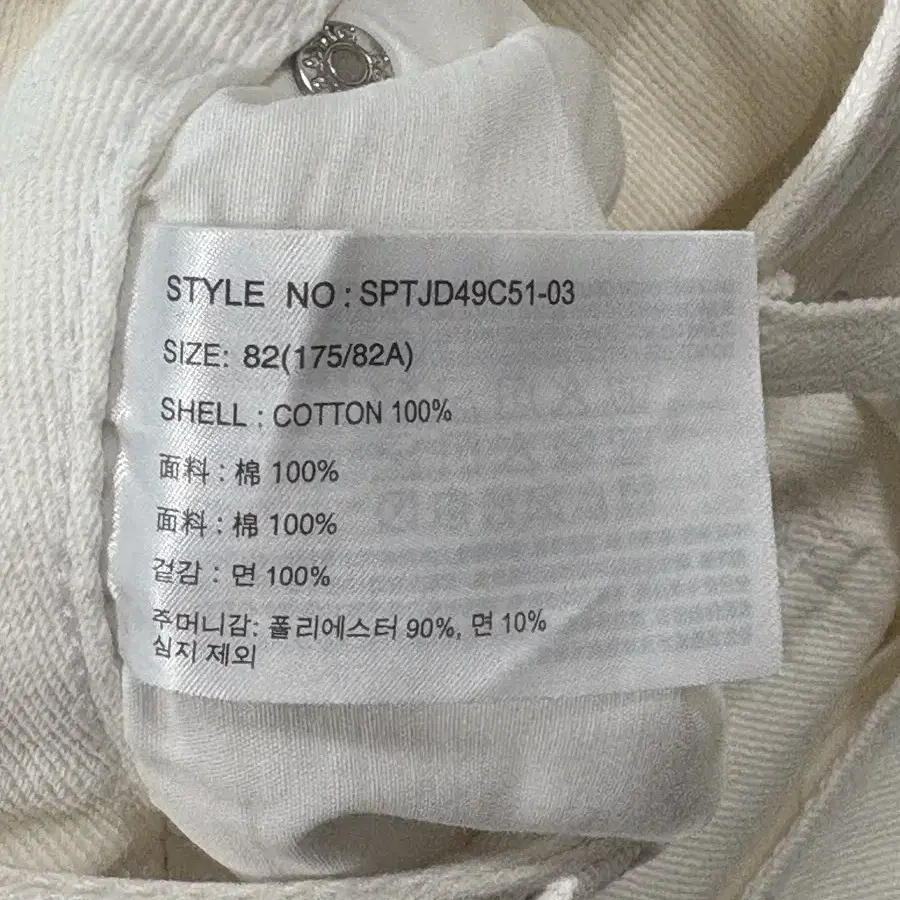 STYLE NO : SPTJD49C51-03
SIZE: 82(175/82A)
SHELL : COTTON 100%
面料 : 棉 100%
面料 : 棉 100%
겉감 : 면 100%
주머니감: 폴리에스터 90%, 면 10%
심지 제외